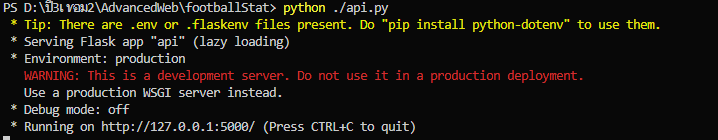 PS D:\ปี3เทอม2\AdvancedWeb\footballStat> python ./api.py
 * Tip: There are .env or .flaskenv files present. Do "pip install python-dotenv" to use them.
 * Serving Flask app "api" (lazy loading)
 * Environment: production
   WARNING: This is a development server. Do not use it in a production deployment.
   Use a production WSGI server instead.
 * Debug mode: off
 * Running on http://127.0.0.1:5000/ (Press CTRL+C to quit)